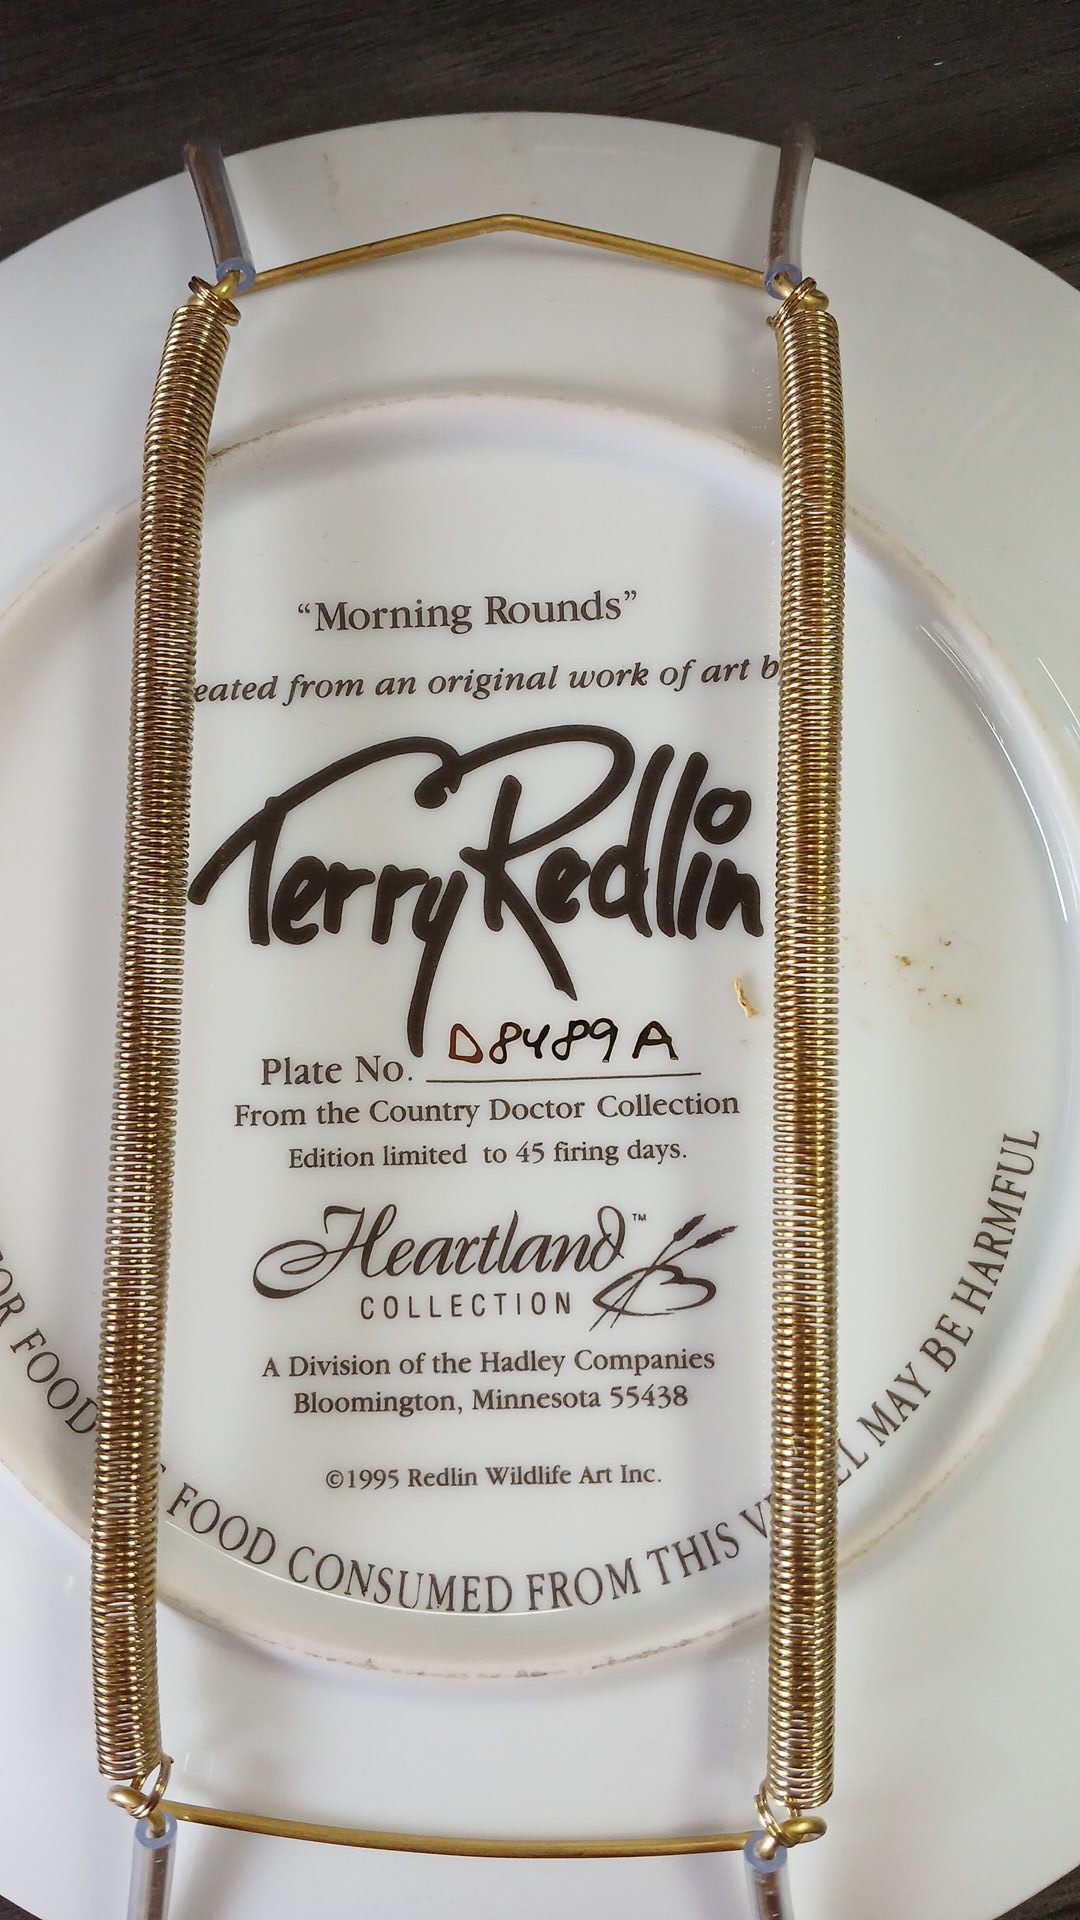 “Morning Rounds”
eated from an original work of art b
Terry Redlin
Plate No. D8489A
From the Country Doctor Collection
Edition limited to 45 firing days.
Heartland™
COLLECTION
A Division of the Hadley Companies
Bloomington, Minnesota 55438
©1995 Redlin Wildlife Art Inc.
OR FOOD FOOD CONSUMED FROM THIS V EL MAY BE HARMFUL